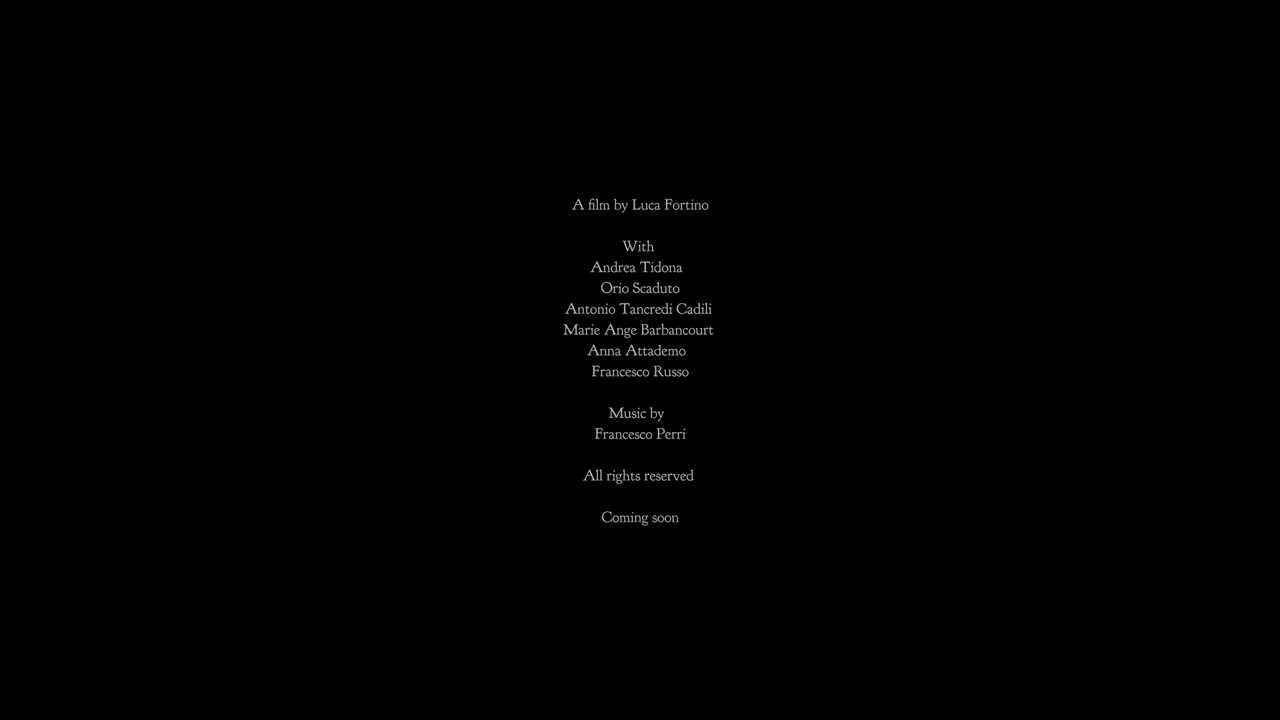 A film by Luca Fortino
With
Andrea Tidona
Orio Scaduto
Antonio Tancredi Cadili
Marie Ange Barbancourt
Anna Attademo
Francesco Russo
Music by
Francesco Perri
All rights reserved
Coming soon